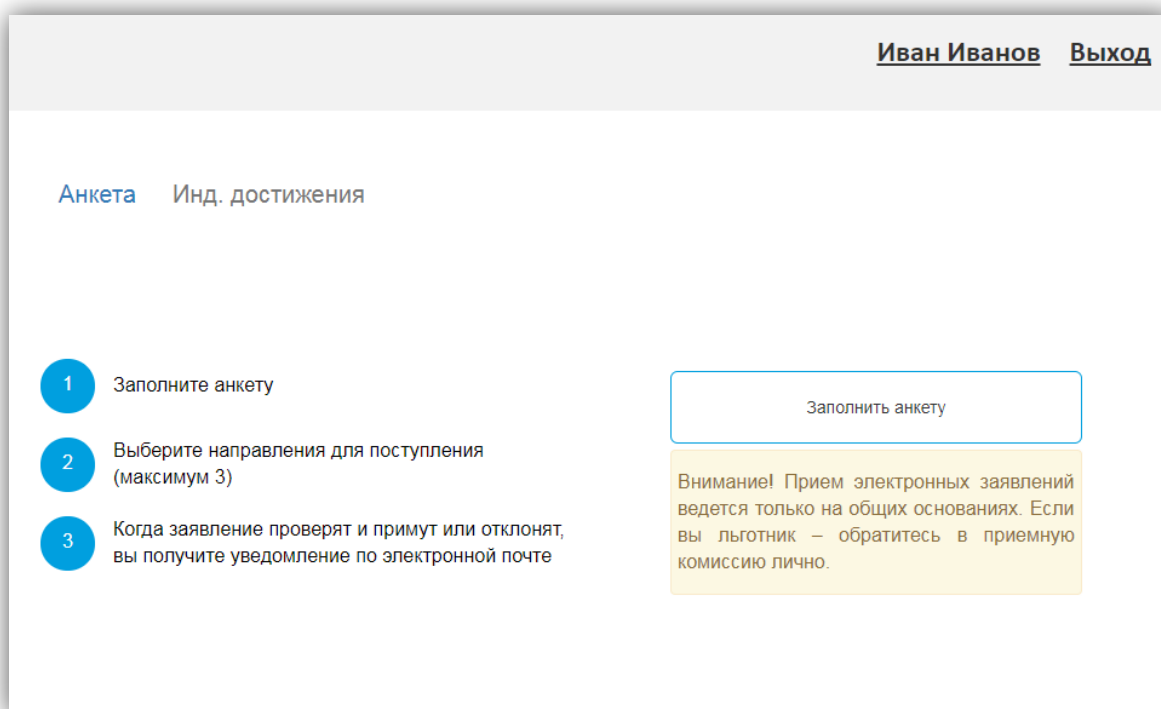 Иван Иванов Выход
Анкета Инд. достижения
1 Заполните анкету
2 Выберите направления для поступления
(максимум 3)
3 Когда заявление проверят и примут или отклонят,
вы получите уведомление по электронной почте
Заполнить анкету
Внимание! Прием электронных заявлений
ведется только на общих основаниях. Если
вы льготник – обратитесь в приемную
комиссию лично.